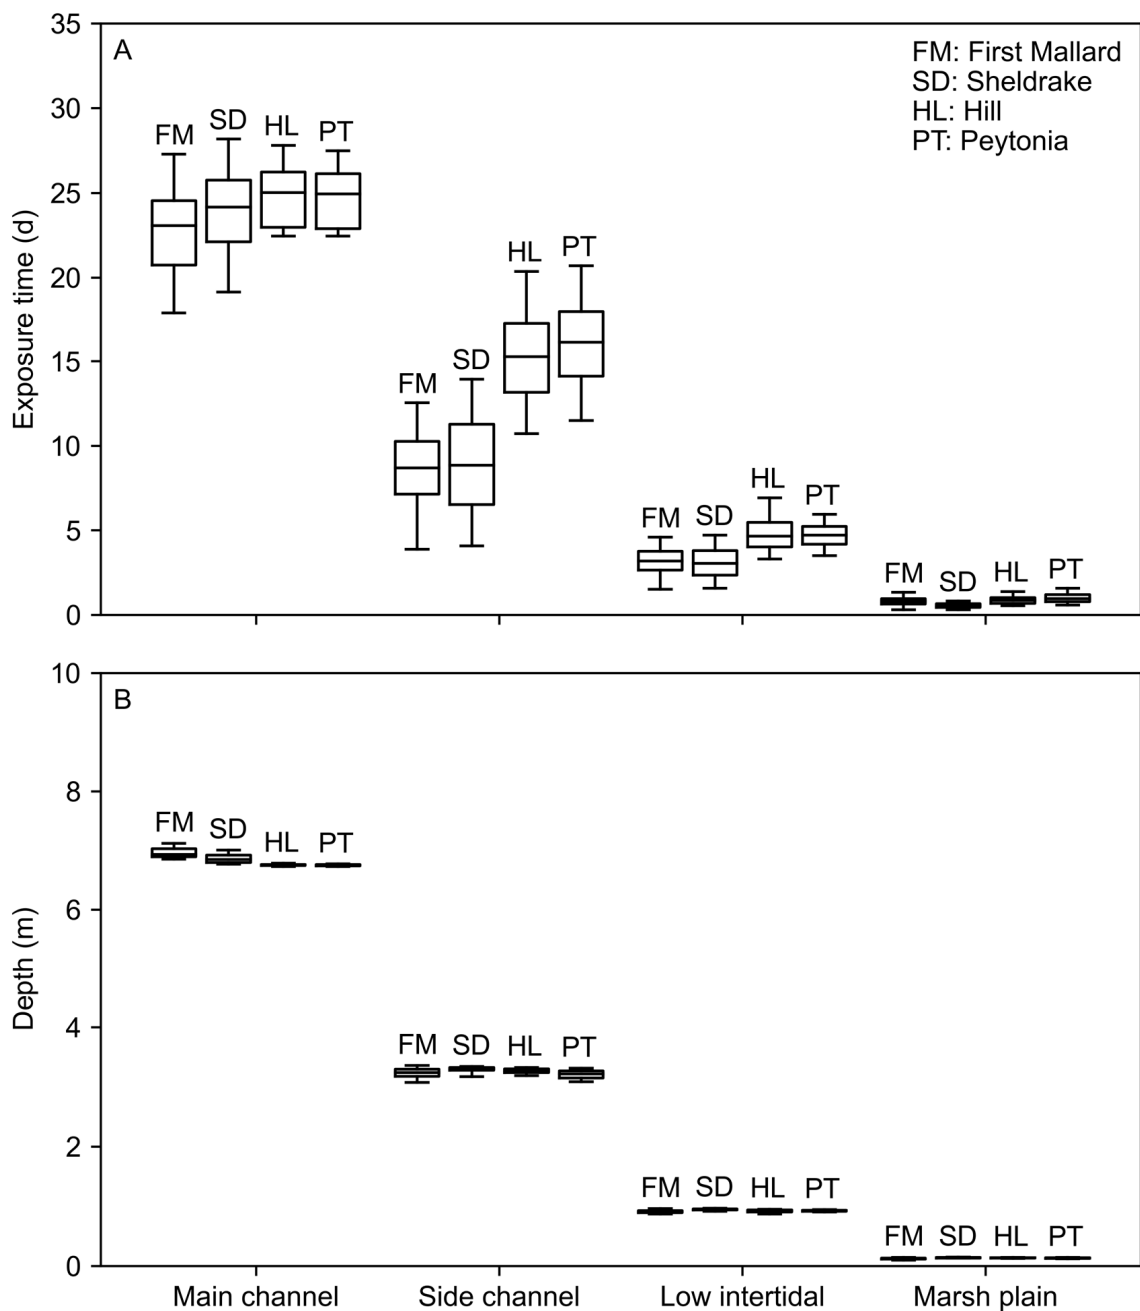 35
A
FM: First Mallard
SD: Sheldrake
HL: Hill
PT: Peytonia
30
FM SD HL PT
25
20
HL PT
15
FM SD
10
HL PT
5
FM SD
FM SD HL PT
0
Exposure time (d)
10
B
8
FM SD HL PT
6
4
FM SD HL PT
2
FM SD HL PT
FM SD HL PT
0
Depth (m)
Main channel Side channel Low intertidal Marsh plain